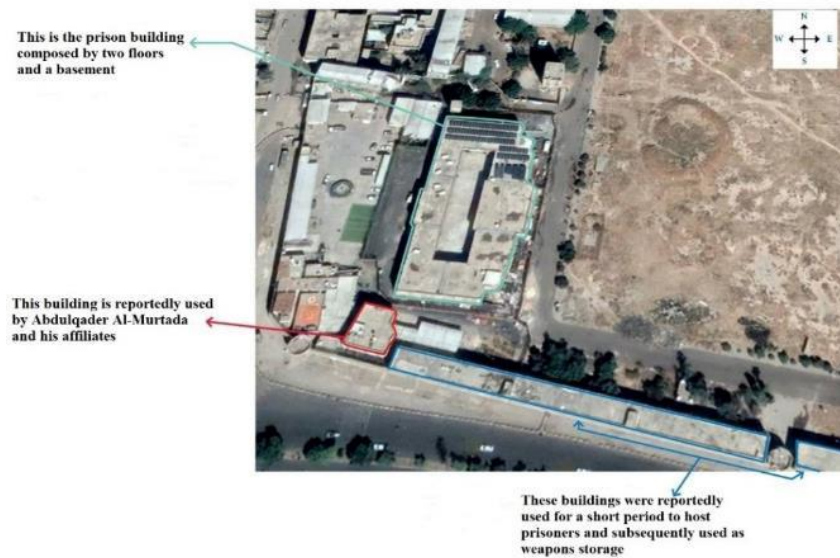 This is the prison building
composed by two floors
and a basement
N
W E
S
This building is reportedly used
by Abdulqader Al-Murtada
and his affiliates
These buildings were reportedly
used for a short period to host
prisoners and subsequently used as
weapons storage